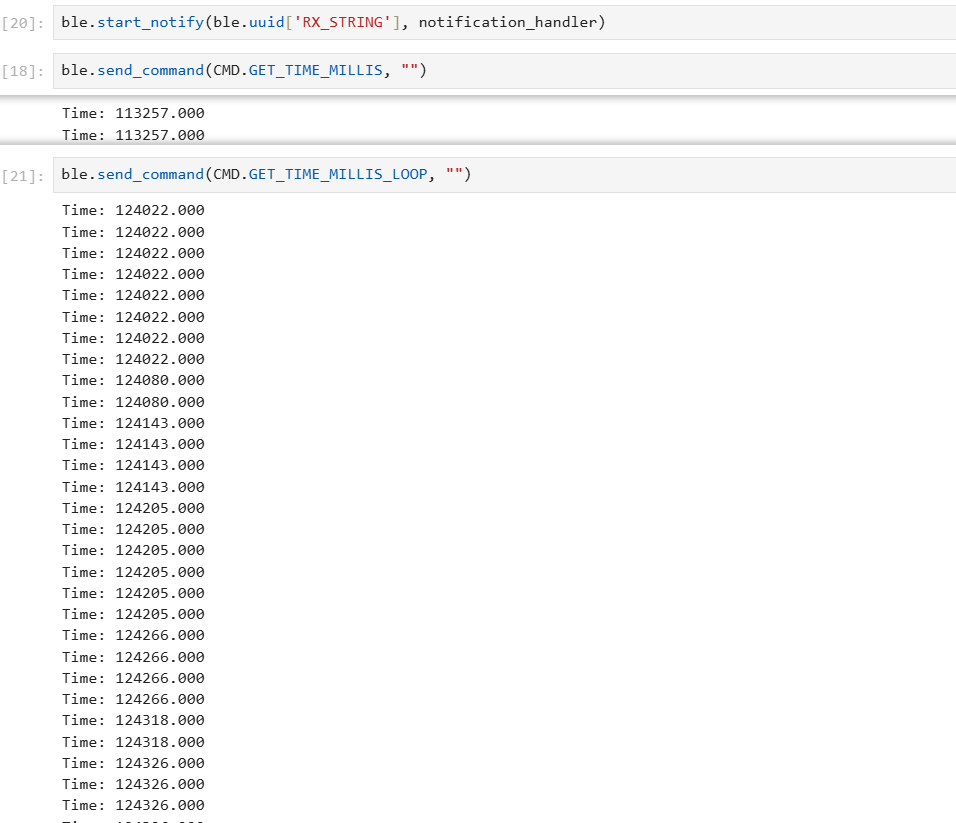 [20]: ble.start_notify(ble.uuid['RX_STRING'], notification_handler)
[18]: ble.send_command(CMD.GET_TIME_MILLIS, "")
Time: 113257.000
Time: 113257.000
[21]: ble.send_command(CMD.GET_TIME_MILLIS_LOOP, "")
Time: 124022.000
Time: 124022.000
Time: 124022.000
Time: 124022.000
Time: 124022.000
Time: 124022.000
Time: 124022.000
Time: 124022.000
Time: 124080.000
Time: 124080.000
Time: 124143.000
Time: 124143.000
Time: 124143.000
Time: 124143.000
Time: 124205.000
Time: 124205.000
Time: 124205.000
Time: 124205.000
Time: 124205.000
Time: 124205.000
Time: 124266.000
Time: 124266.000
Time: 124266.000
Time: 124266.000
Time: 124318.000
Time: 124318.000
Time: 124326.000
Time: 124326.000
Time: 124326.000